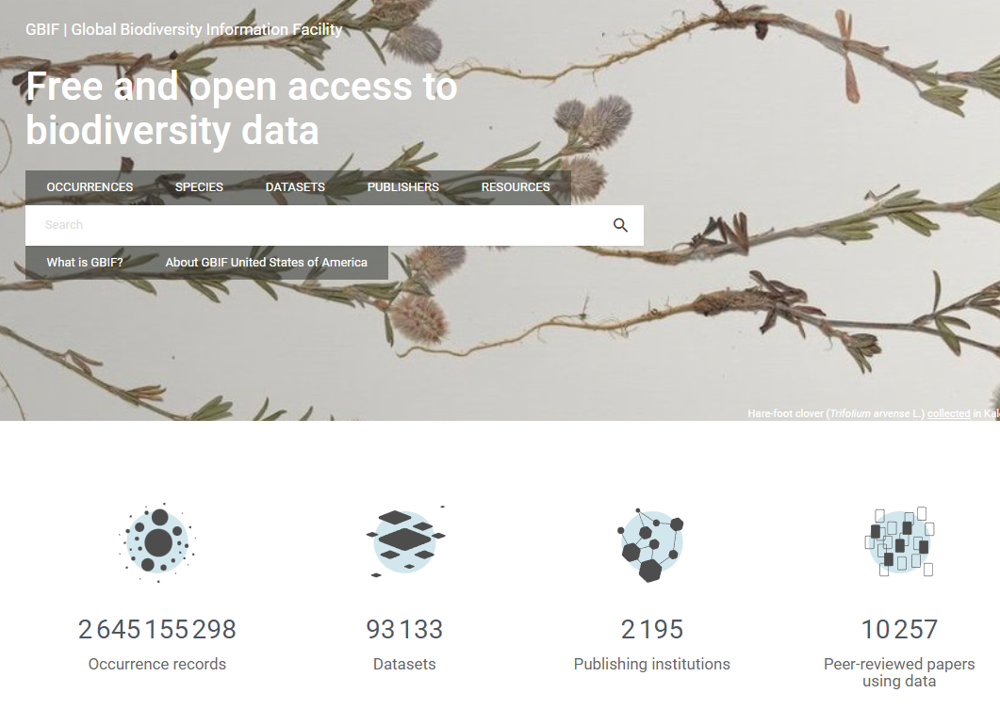 GBIF | Global Biodiversity Information Facility
Free and open access to
biodiversity data
OCCURRENCES SPECIES DATASETS PUBLISHERS RESOURCES
Search
What is GBIF? About GBIF United States of America
Hare-foot clover (Trifolium arvense L.) collected in
2 645 155 298 93 133 2 195 10 257
Occurrence records Datasets Publishing institutions Peer-reviewed papers
using data